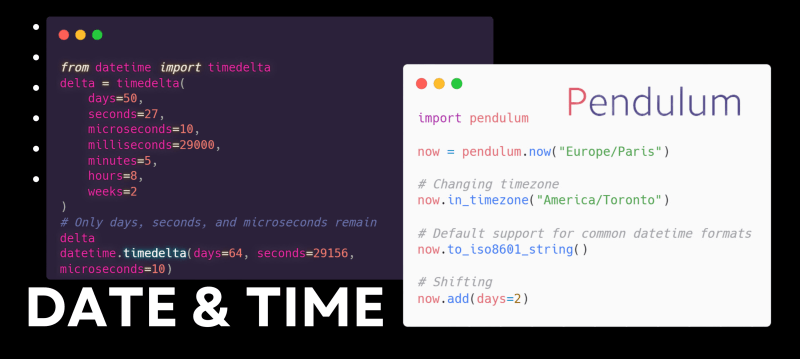 from datetime import timedelta
delta = timedelta(
    days=50,
    seconds=27,
    microseconds=10,
    milliseconds=29000,
    minutes=5,
    hours=8,
    weeks=2
)
# Only days, seconds, and microseconds remain
delta
datetime.timedelta(days=64, seconds=29156,
microseconds=10)
DATE & TIME
Pendulum
import pendulum
now = pendulum.now("Europe/Paris")
# Changing timezone
now.in_timezone("America/Toronto")
# Default support for common datetime formats
now.to_iso8601_string()
# Shifting
now.add(days=2)